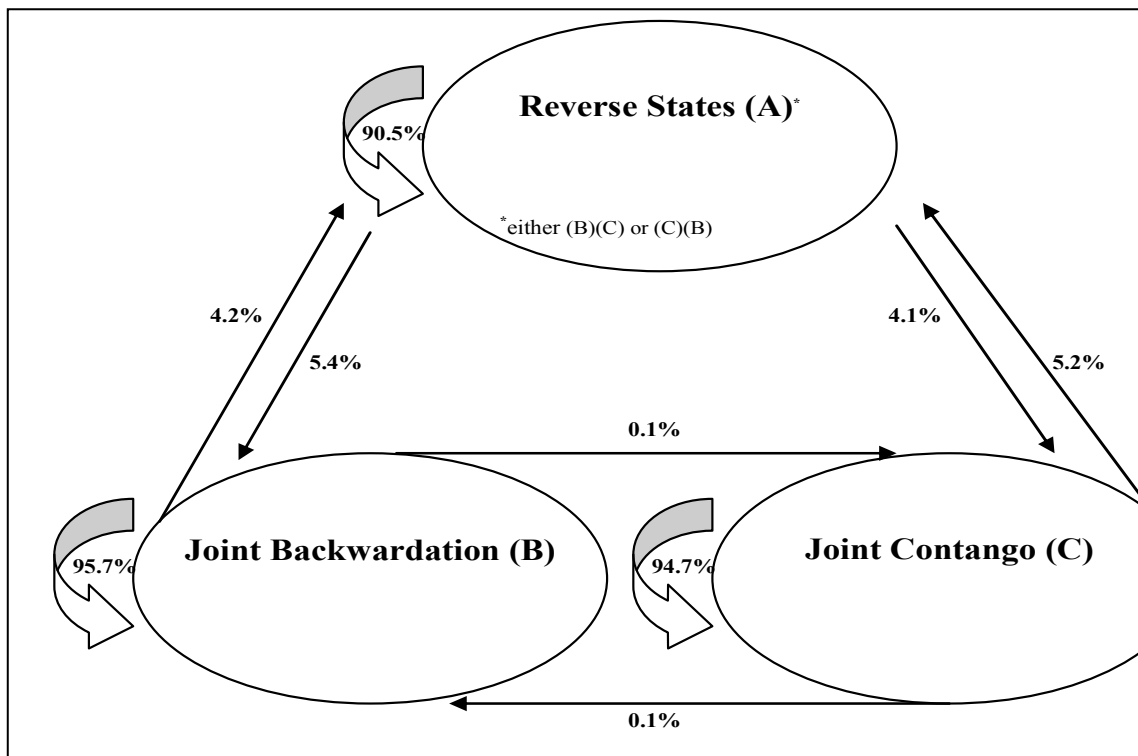 Reverse States (A)*
90.5%
*either (B)(C) or (C)(B)
4.2%
4.1%
5.4%
5.2%
0.1%
Joint Backwardation (B)
Joint Contango (C)
95.7%
94.7%
0.1%